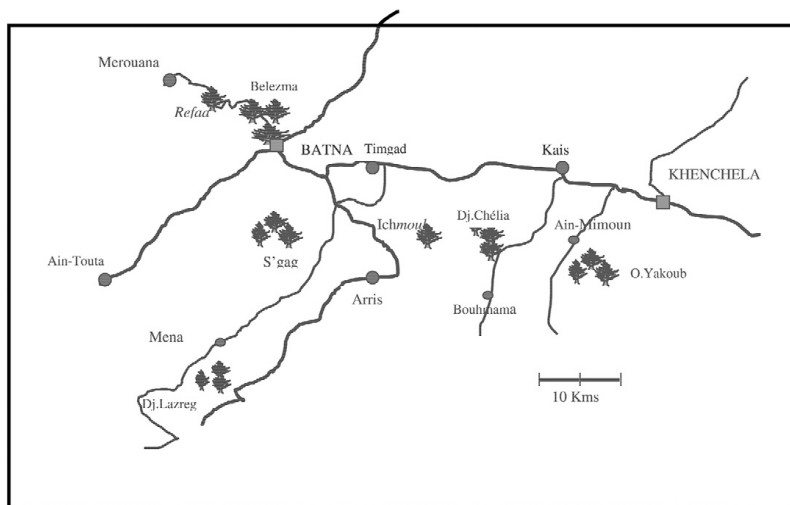 Merouana
Belezma
Refaa
BATNA
Timgad
Kais
KHENCHELA
Ichmoul
Dj.Chélia
Ain-Mimoun
Ain-Touta
S'gag
O.Yakoub
Arris
Bouhmama
Mena
Dj.Lazreg
10 Kms